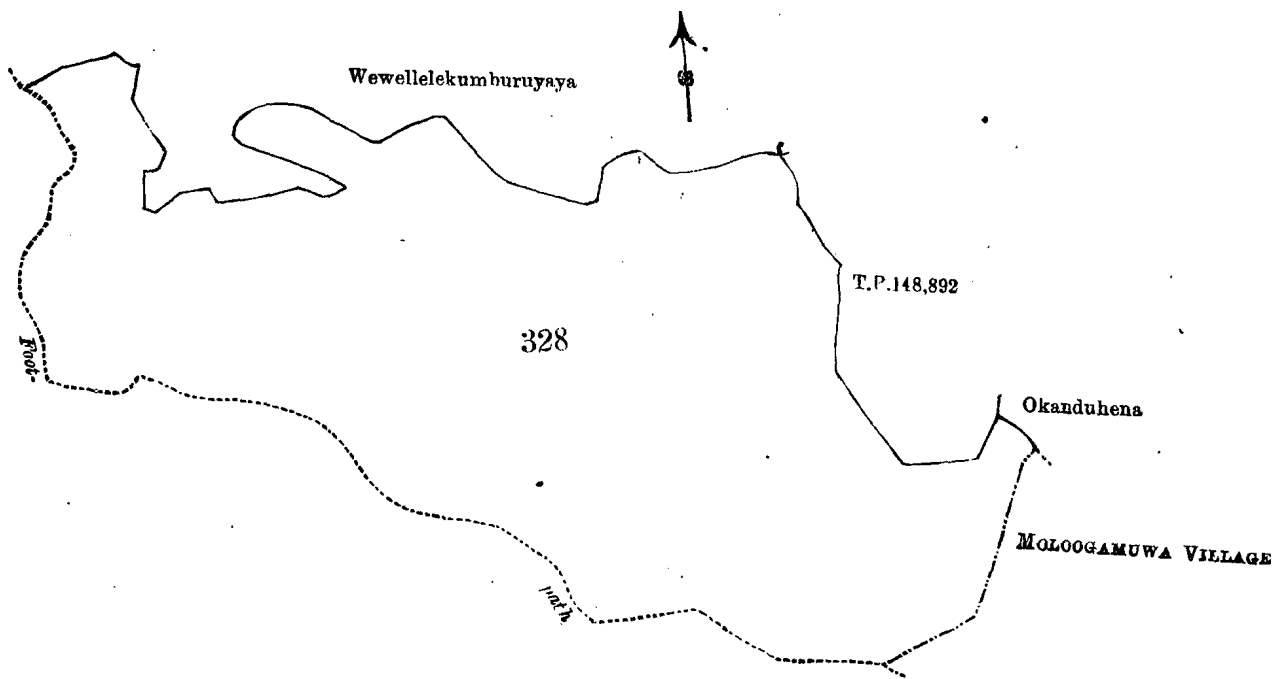 Wewellelekumburuyaya
T.P.148,892
328
Foot-
Okanduhena
MOLOOGAMUWA VILLAGE
path